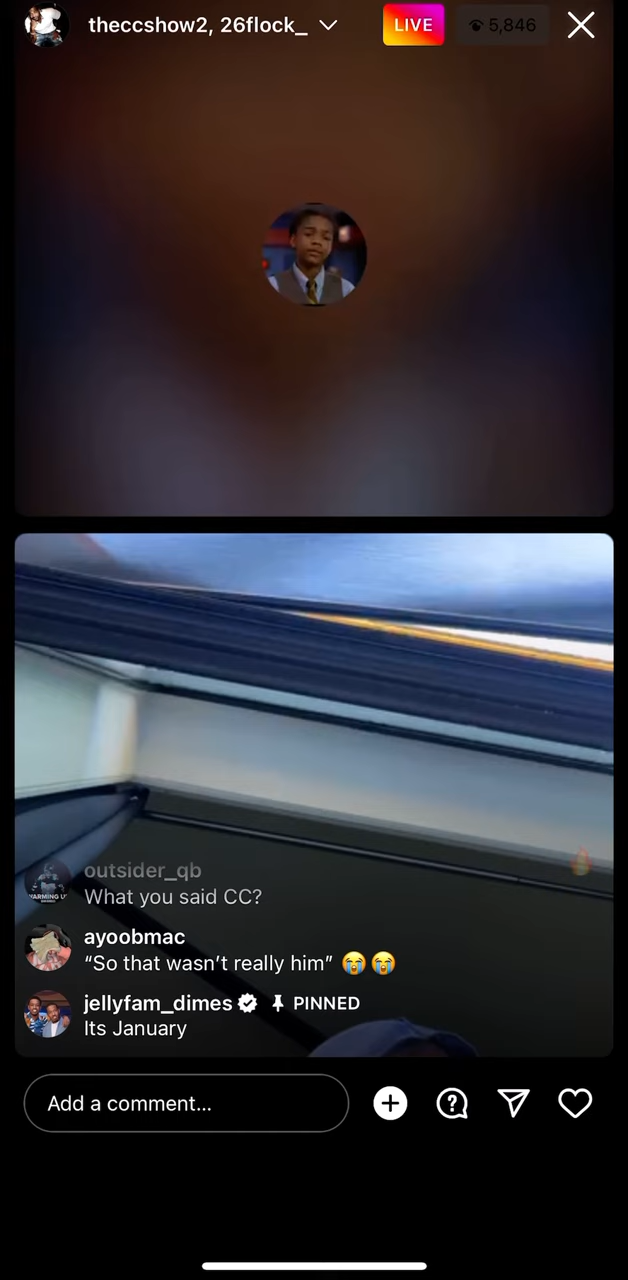 theccshow2, 26flock_
LIVE
5,846
outsider_qb
What you said CC?
ayoobmac
“So that wasn’t really him” 😭😭
jellyfam_dimes PINNED
Its January
Add a comment...